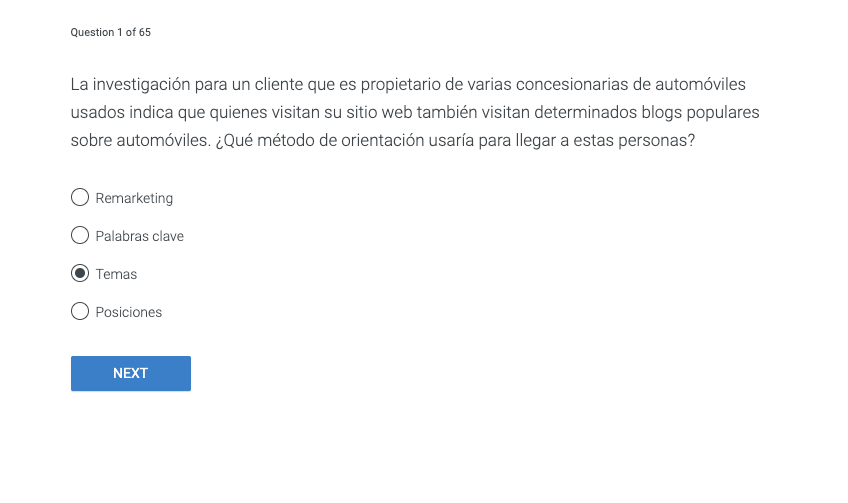 Question 1 of 65
La investigación para un cliente que es propietario de varias concesionarias de automóviles
usados indica que quienes visitan su sitio web también visitan determinados blogs populares
sobre automóviles. ¿Qué método de orientación usaría para llegar a estas personas?
Remarketing
Palabras clave
Temas
Posiciones
NEXT